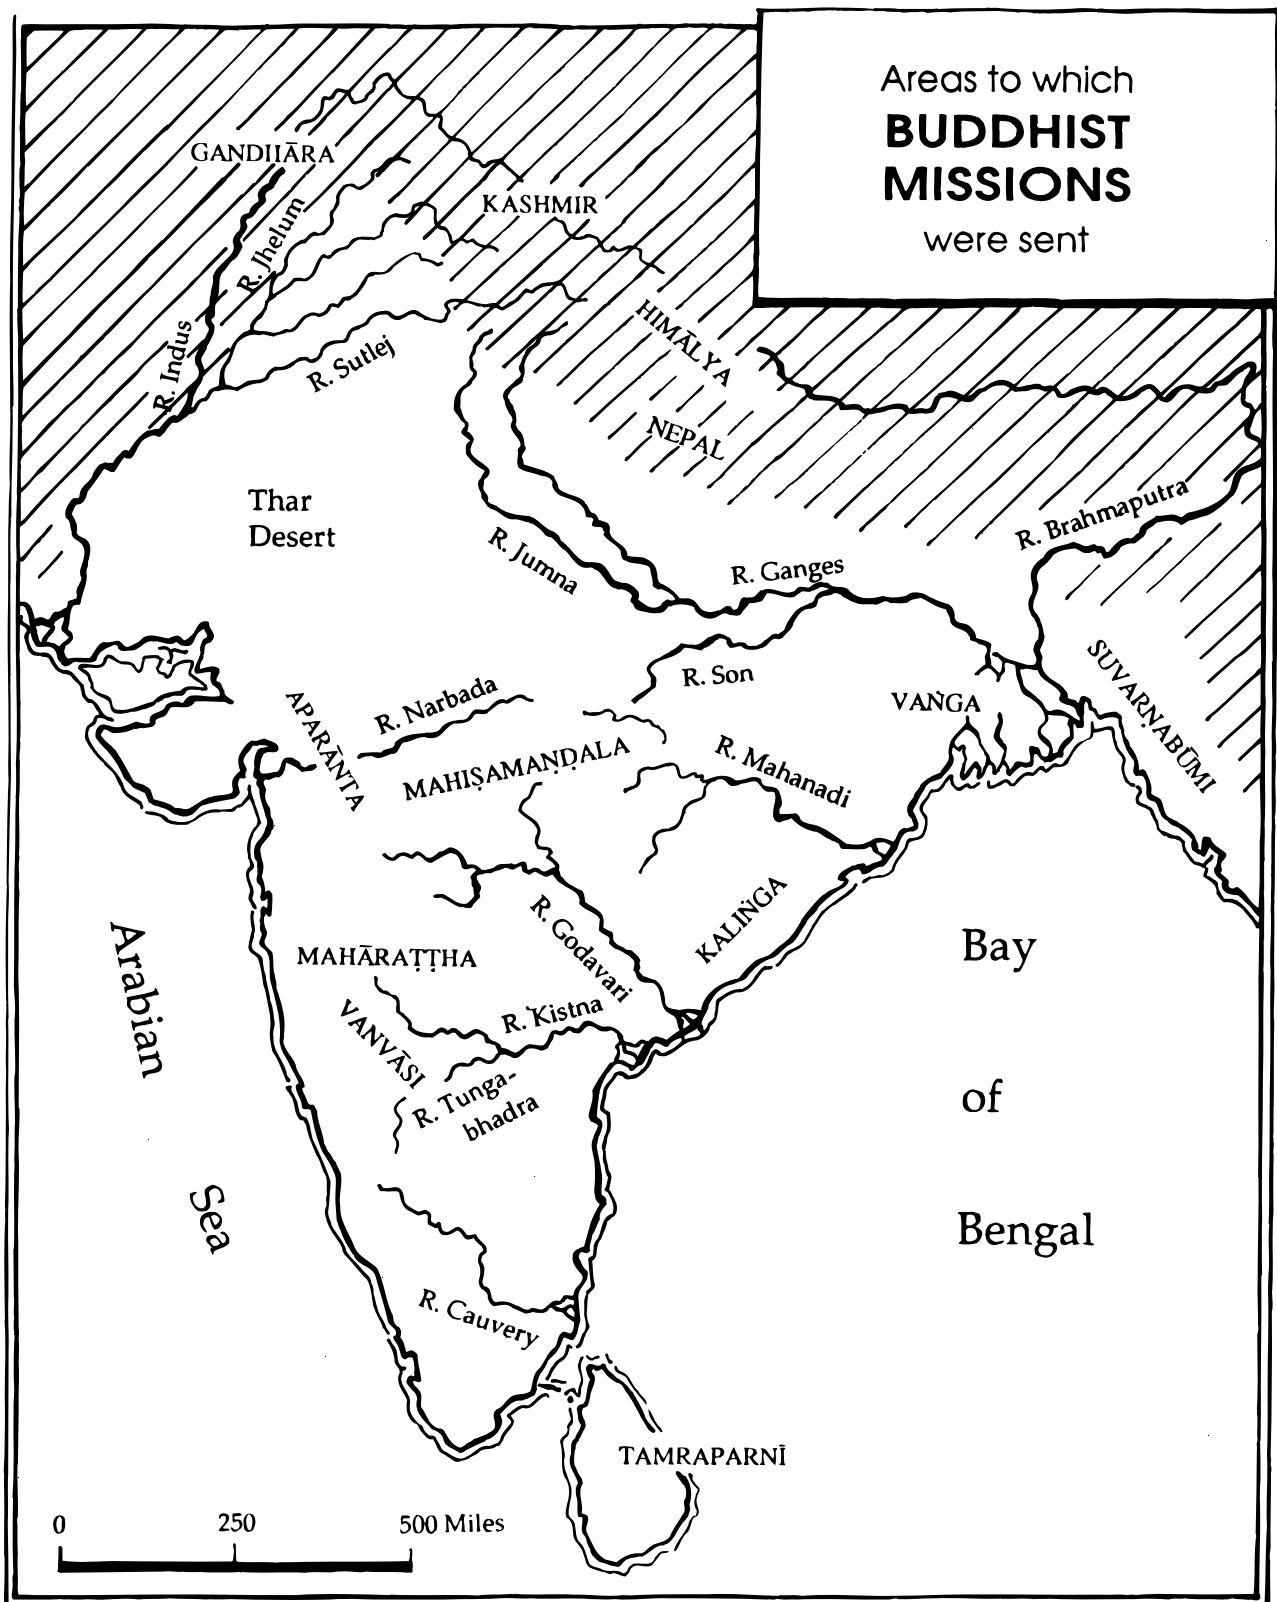 Areas to which
BUDDHIST
MISSIONS
were sent
GANDHĀRA
KASHMIR
R. Jhelum
R. Indus
R. Sutlej
HIMĀLYA
NEPAL
Thar
Desert
R. Jumna
R. Ganges
R. Brahmaputra
R. Son
SUVARṆABŪMI
VAṄGA
APARĀNTA
R. Narbada
MAHIṢAMAṆḌALA
R. Mahanadi
R. Godavari
KALIṄGA
MAHĀRAṬṬHA
VANVĀSI
R. Kistna
R. Tunga-
bhadra
Arabian
Sea
Bay
of
Bengal
R. Cauvery
TAMRAPARNĪ
0 250 500 Miles